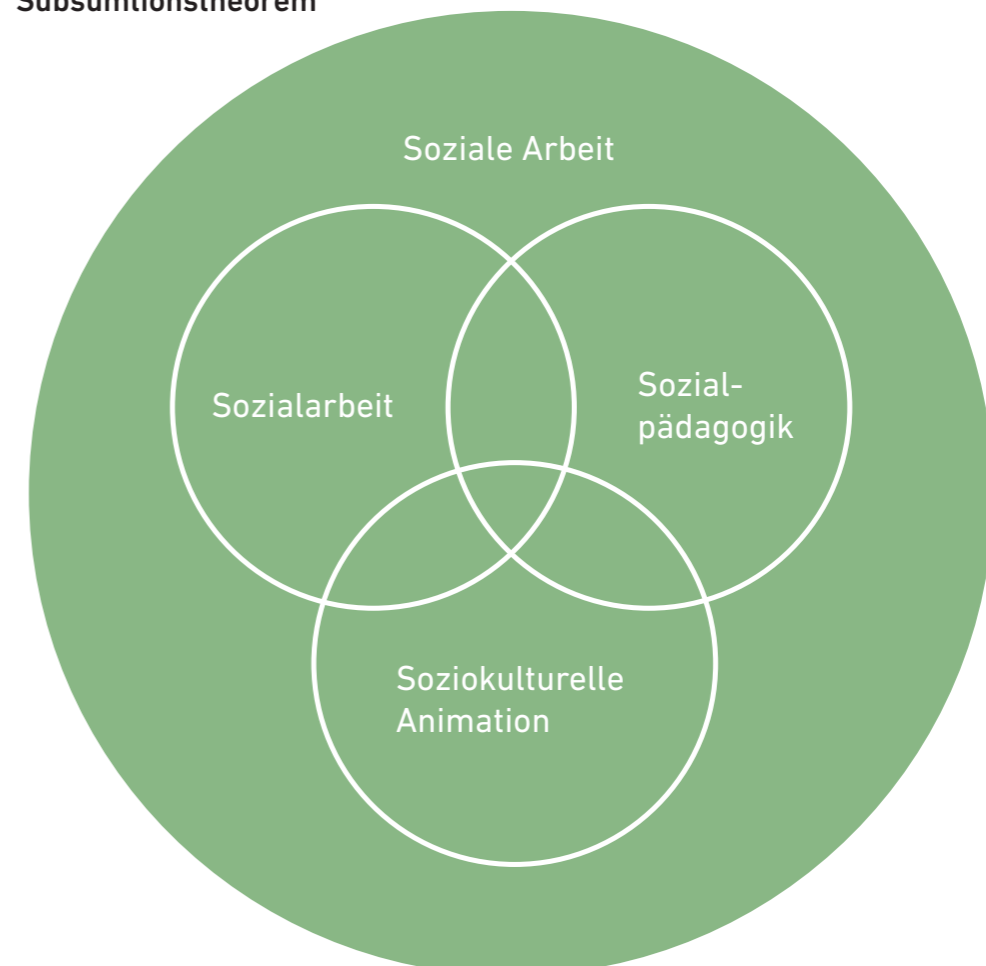 Subsumtionstheorem
Soziale Arbeit
Sozialarbeit
Sozial-
pädagogik
Soziokulturelle
Animation